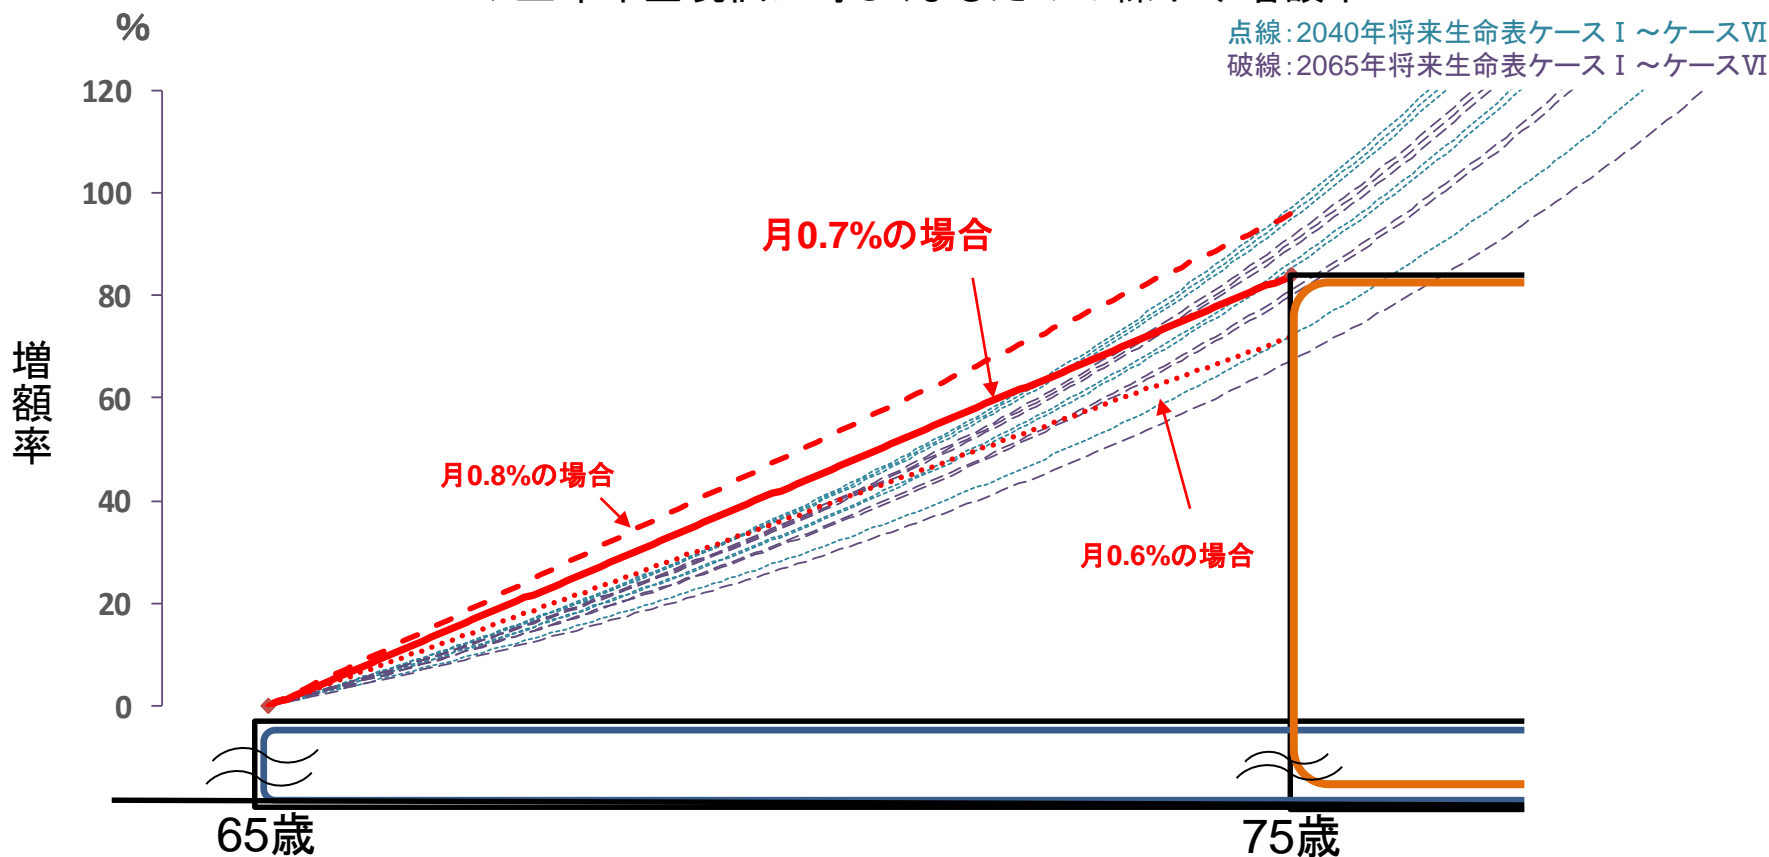 %
点線:2040年将来生命表ケースⅠ～ケースⅥ
破線:2065年将来生命表ケースⅠ～ケースⅥ
120
100
80
60
40
20
0
増額率
月0.7%の場合
月0.8%の場合
月0.6%の場合
65歳
75歳